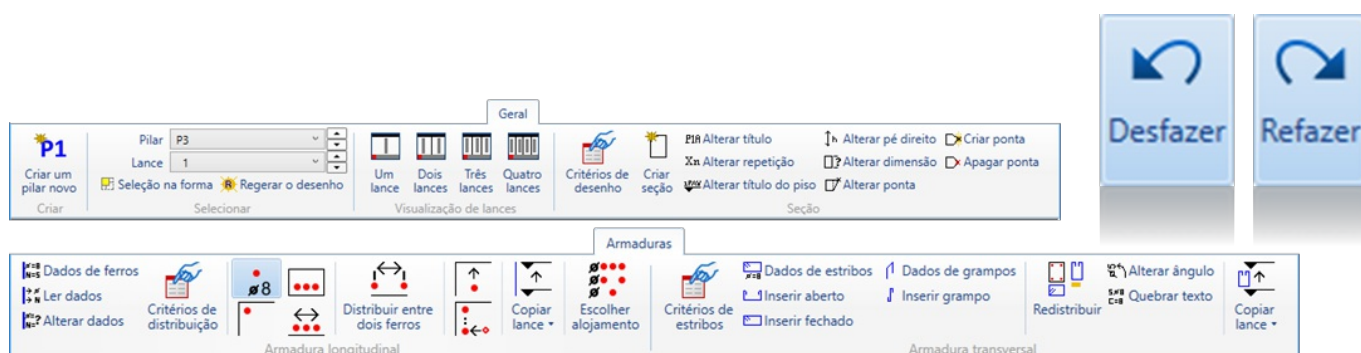 Desfazer
Refazer
Geral
P1
Criar um
pilar novo
Criar
Pilar P3
Lance 1
Seleção na forma R Regerar o desenho
Selecionar
Um
lance
Dois
lances
Três
lances
Quatro
lances
Visualização de lances
Critérios de
desenho
Criar
seção
Alterar título
Xn Alterar repetição
Alterar título do piso
h Alterar pé direito
? Alterar dimensão
Alterar ponta
Criar ponta
Apagar ponta
Seção
Armaduras
Dados de ferros
Ler dados
Alterar dados
Critérios de
distribuição
ø8
Distribuir entre
dois ferros
Copiar
lance
Escolher
alojamento
Armadura longitudinal
Critérios de
estribos
Dados de estribos
Inserir aberto
Inserir fechado
Dados de grampos
Inserir grampo
Redistribuir
Alterar ângulo
Quebrar texto
Copiar
lance
Armadura transversal